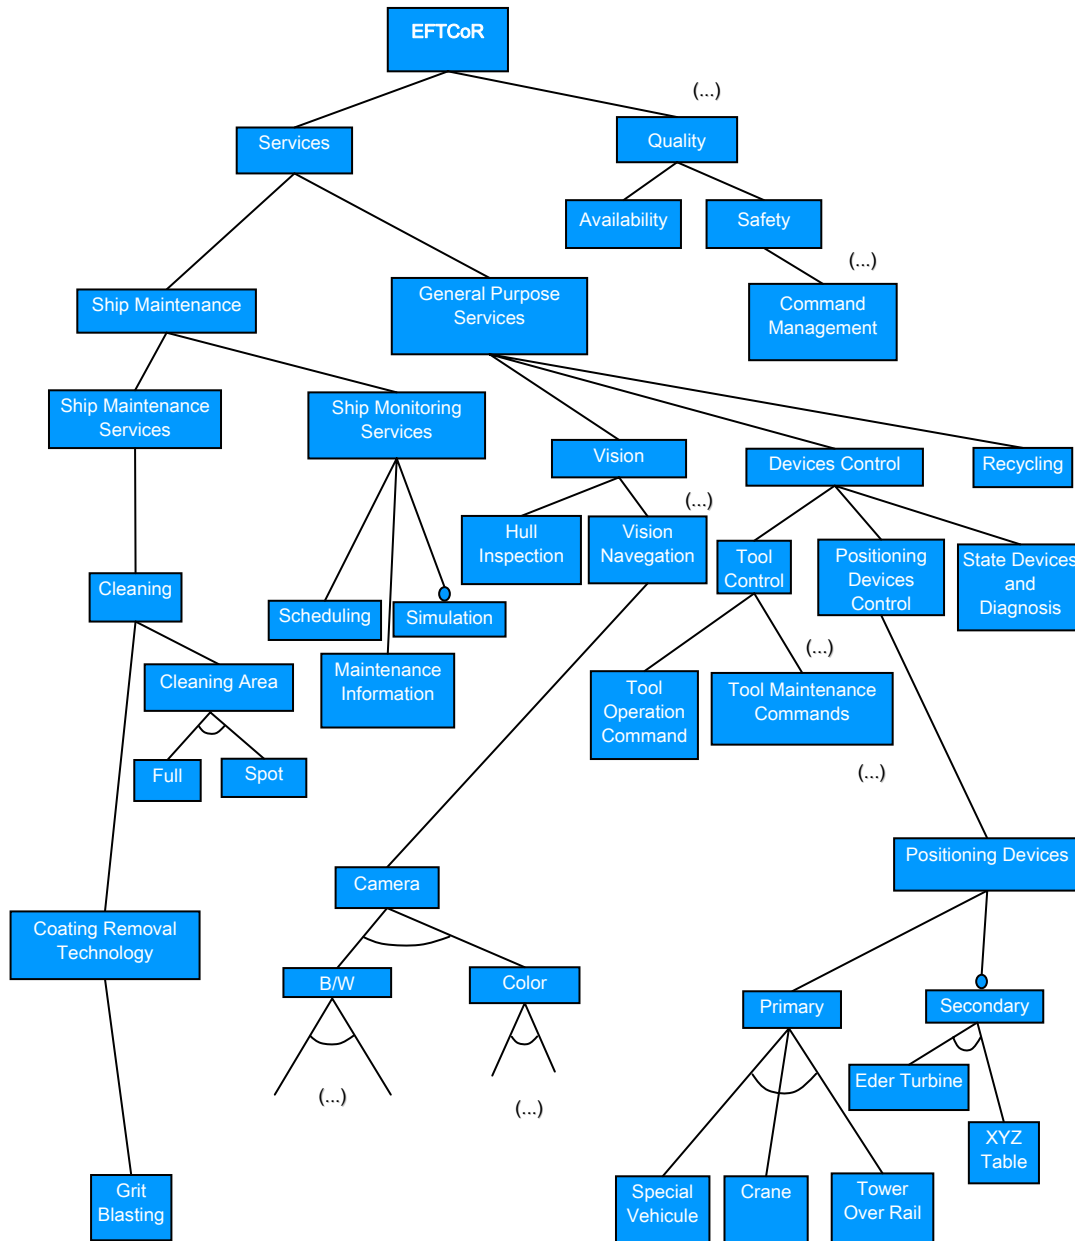 EFTCoR
(...)
Services
Quality
Availability
Safety
(...)
Ship Maintenance
General Purpose
Services
Command
Management
Ship Maintenance
Services
Ship Monitoring
Services
Vision
Devices Control
Recycling
(...)
Hull
Inspection
Vision
Navegation
Tool
Control
Positioning
Devices
Control
State Devices
and
Diagnosis
Cleaning
Scheduling
Simulation
(...)
Cleaning Area
Maintenance
Information
Tool
Operation
Command
Tool Maintenance
Commands
Full
Spot
(...)
Camera
Positioning Devices
Coating Removal
Technology
B/W
Color
Primary
Secondary
Eder Turbine
(...)
(...)
XYZ
Table
Grit
Blasting
Special
Vehicule
Crane
Tower
Over Rail